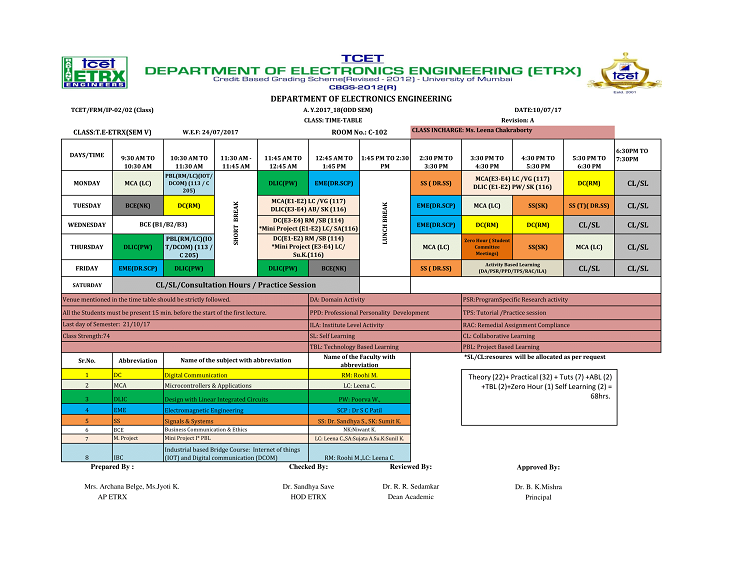 tcet
ETRX
ENGINEERS
TCET
DEPARTMENT OF ELECTRONICS ENGINEERING (ETRX)
Credit Based Grading Scheme(Revised - 2012) - University of Mumbai
CBGS-2012(R)
tcet
Estd. 2001
DEPARTMENT OF ELECTRONICS ENGINEERING
TCET/FRM/IP-02/02 (Class) A. Y.2017_18(ODD SEM) DATE:10/07/17
CLASS: TIME-TABLE Revision: A
CLASS:T.E-ETRX(SEM V) W.E.F: 24/07/2017 ROOM No.: C-102 CLASS INCHARGE: Ms. Leena Chakraborty
DAYS/TIME 9:30 AM TO 10:30 AM 10:30 AM TO 11:30 AM 11:30 AM - 11:45 AM 11:45 AM TO 12:45 AM 12:45 AM TO 1:45 PM 1:45 PM TO 2:30 PM 2:30 PM TO 3:30 PM 3:30 PM TO 4:30 PM 4:30 PM TO 5:30 PM 5:30 PM TO 6:30 PM 6:30PM TO 7:30PM
MONDAY MCA (LC) PBL(RM/LC)(IOT/DCOM) (113 / C 205) SHORT BREAK DLIC(PW) EME(DR.SCP) LUNCH BREAK SS ( DR.SS) MCA(E3-E4) LC /VG (117) DLIC (E1-E2) PW/ SK (116) DC(RM) CL/SL
TUESDAY BCE(NK) DC(RM) MCA(E1-E2) LC /VG (117) DLIC(E3-E4) AB/ SK (116) EME(DR.SCP) MCA (LC) SS(SK) SS (T)( DR.SS) CL/SL
WEDNESDAY BCE (B1/B2/B3) DC(E3-E4) RM /SB (114) *Mini Project (E1-E2) LC/ SA(116) EME(DR.SCP) DC(RM) DC(RM) CL/SL CL/SL
THURSDAY DLIC(PW) PBL(RM/LC)(IOT/DCOM) (113 / C 205) DC(E1-E2) RM /SB (114) *Mini Project (E3-E4) LC/ Su.K.(116) MCA (LC) Zero Hour ( Student Committee Meetings) SS(SK) MCA (LC) CL/SL
FRIDAY EME(DR.SCP) DLIC(PW) DLIC(PW) BCE(NK) SS ( DR.SS) Activity Based Learning (DA/PSR/PPD/TPS/RAC/ILA) CL/SL CL/SL
SATURDAY CL/SL/Consultation Hours / Practice Session
Venue mentioned in the time table should be strictly followed. DA: Domain Activity PSR:ProgramSpecific Research activity
All the Students must be present 15 min. before the start of the first lecture. PPD: Professional Personality Development TPS: Tutorial /Practice session
Last day of Semester: 21/10/17 ILA: Institute Level Activity RAC: Remedial Assignment Compliance
Class Strength:74 SL: Self Learning CL: Collaborative Learning
TBL: Technology Based Learning PBL: Project Based Learning
Sr.No. Abbreviation Name of the subject with abbreviation Name of the Faculty with abbreviation *SL/CL:resoures will be allocated as per request
1 DC Digital Communication RM: Roohi M.
2 MCA Microcontrollers & Applications LC: Leena C.
3 DLIC Design with Linear Integrated Circuits PW: Poorva W.,
4 EME Electromagnetic Engineering SCP : Dr S C Patil
5 SS Signals & Systems SS: Dr. Sandhya S., SK: Sumit K.
6 BCE Business Communication & Ethics NK:Niwant K.
7 M. Project Mini Project I* PBL LC: Leena C.,SA:Sujata A.Su.K:Sunil K.
8 IBC Industrial based Bridge Course: Internet of things (IOT) and Digital communication (DCOM) RM: Roohi M.,LC: Leena C.
Theory (22)+ Practical (32) + Tuts (7) +ABL (2)
+TBL (2)+Zero Hour (1) Self Learning (2) =
68hrs.
Prepared By : Checked By: Reviewed By: Approved By:
Mrs. Archana Belge, Ms.Jyoti K. Dr. Sandhya Save Dr. R. R. Sedamkar Dr. B. K.Mishra
AP ETRX HOD ETRX Dean Academic Principal